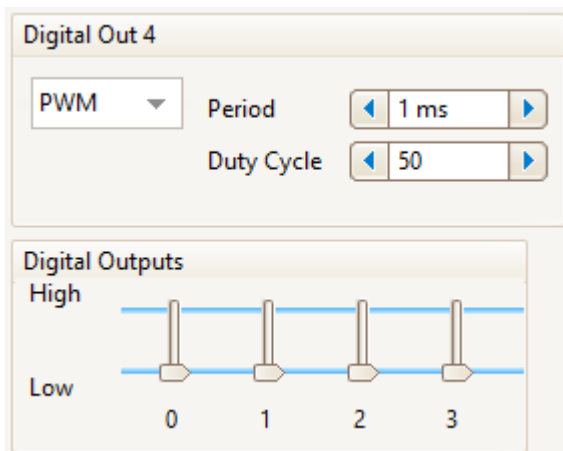 Digital Out 4
PWM Period 1 ms
Duty Cycle 50
Digital Outputs
High
Low
0 1 2 3